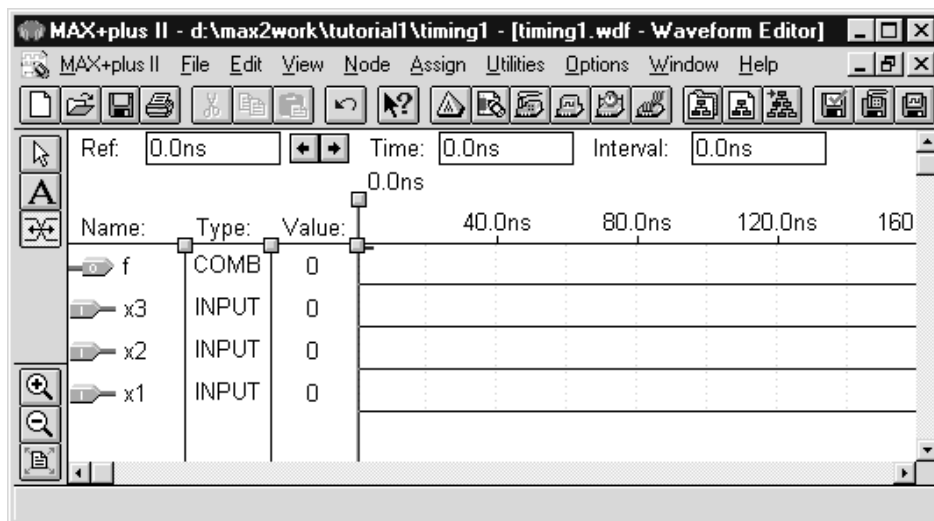 MAX+plus II - d:\max2work\tutorial1\timing1 - [timing1.wdf - Waveform Editor]
MAX+plus II File Edit View Node Assign Utilities Options Window Help
Ref: 0.0ns Time: 0.0ns Interval: 0.0ns
0.0ns
Name: Type: Value: 40.0ns 80.0ns 120.0ns 160
f COMB 0
x3 INPUT 0
x2 INPUT 0
x1 INPUT 0